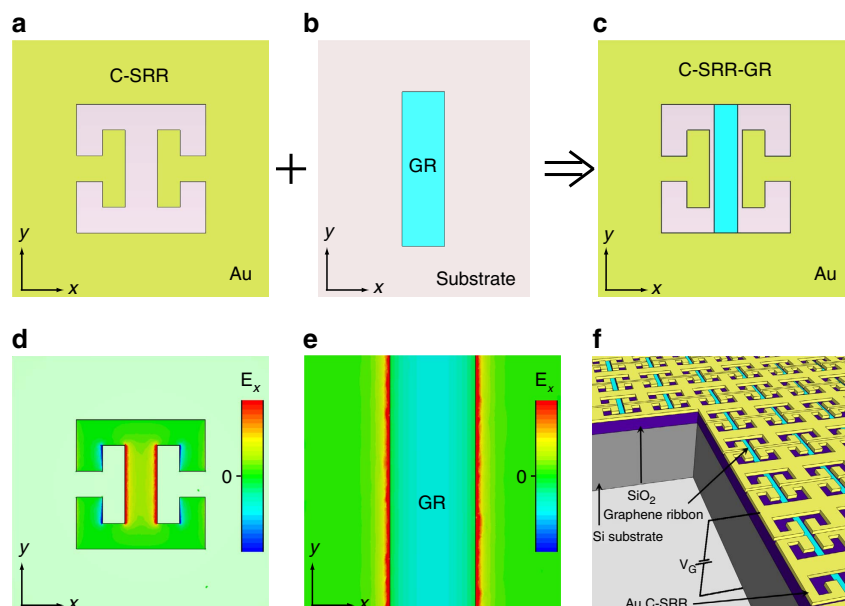 a
C-SRR
Au
y
x
b
GR
Substrate
y
x
c
C-SRR-GR
Au
y
x
d
Ex
0
y
x
e
Ex
0
GR
y
x
f
SiO2
Graphene ribbon
Si substrate
VG
Au C-SRR